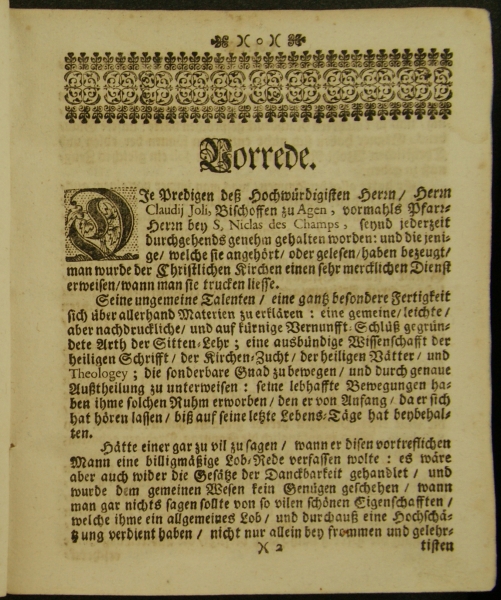 Vorrede.
DIe Predigen deß Hochwürdigisten Herrn / Herrn
Claudij Joli, Bischoffen zu Agen, vormahls Pfarr-
Herrn bey S, Niclas des Champs, seynd jederzeit
durchgehends genehm gehalten worden: und die jeni-
ge / welche sie angehört / oder gelesen / haben bezeugt /
man wurde der Christlichen Kirchen einen sehr mercklichen Dienst
erweisen / wann man sie trucken liesse.
Seine ungemeine Talenten / eine gantz besondere Fertigkeit
sich über allerhand Materien zu erklären: eine gemeine / leichte /
aber nachdruckliche / und auf kürnige Vernunfft-Schlüß gegrün-
dete Arth der Sitten-Lehr; eine ausbündige Wissenschafft der
heiligen Schrifft / der Kirchen-Zucht / der heiligen Vätter / und
Theologey; die sonderbare Gnad zu bewegen / und durch genaue
Außtheilung zu unterweisen: seine lebhaffte Bewegungen ha-
ben ihme solchen Ruhm erworben / den er von Anfang / da er sich
hat hören lassen / biß auf seine letzte Lebens-Täge hat beybehal-
ten.
Hätte einer gar zu vil zu sagen / wann er disen vortreflichen
Mann eine billigmäßige Lob-Rede verfassen wolte: es wäre
aber auch wider die Gesätze der Danckbarkeit gehandlet / und
wurde dem gemeinen Wesen kein Genügen geschehen / wann
man gar nichts sagen sollte von so vilen schönen Eigenschafften /
welche ihme ein allgemeines Lob / und durchauß eine Hochschä-
tzung verdient haben / nicht nur allein bey frommen und gelehr-
)( 2 tisten